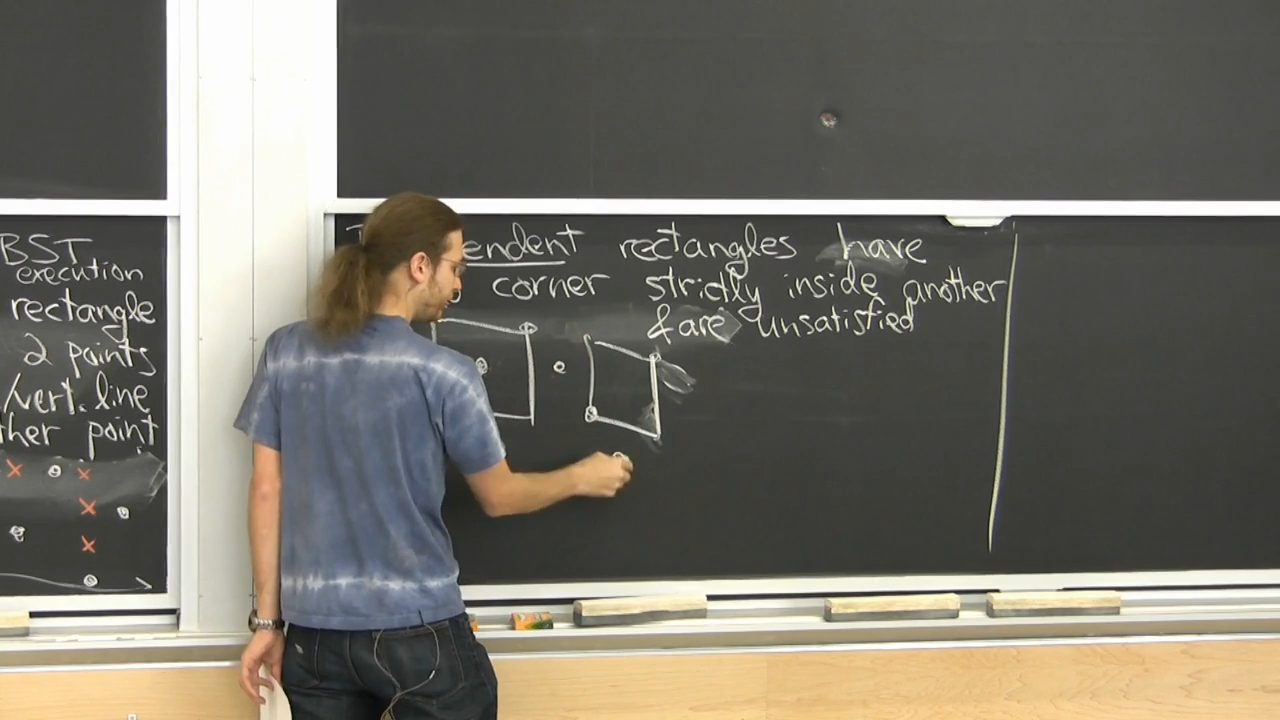 BST
execution
rectangle
2 points
/vert. line
ther point
endent rectangles have
corner strictly inside another
& are unsatisfied